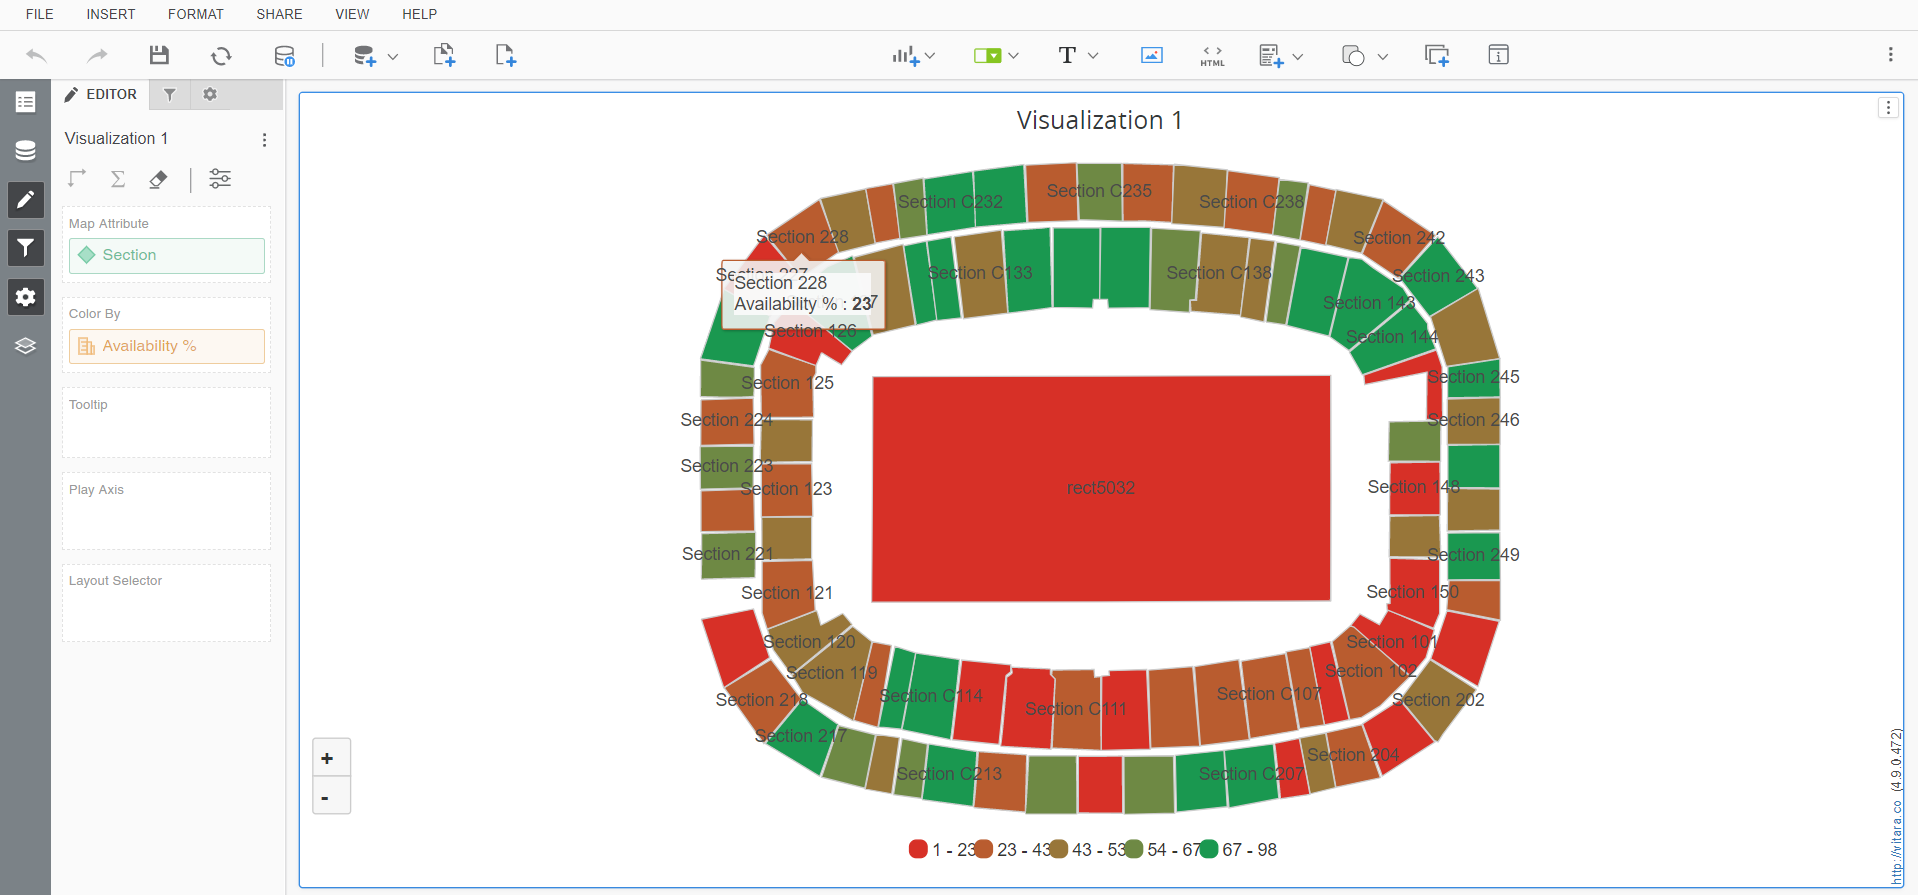 FILE INSERT FORMAT SHARE VIEW HELP
T
< >
HTML
EDITOR
Visualization 1
Map Attribute
Section
Color By
Availability %
Tooltip
Play Axis
Layout Selector
Visualization 1
Section C235
Section C232
Section C238
Section 228
Section 242
Section C133
Section C138
Section 227
Section 243
Section 228
Availability % : 23
Section 143
Section 126
Section 144
Section 125
Section 245
Section 224
Section 246
Section 223
Section 123
Section 148
rect5032
Section 221
Section 249
Section 121
Section 150
Section 120
Section 101
Section 119
Section 102
Section 218
Section C114
Section C107
Section 202
Section C111
Section 217
Section 204
Section C213
Section C207
+
-
1 - 23 23 - 43 43 - 53 54 - 67 67 - 98
http://vitara.co (4.9.0.472)